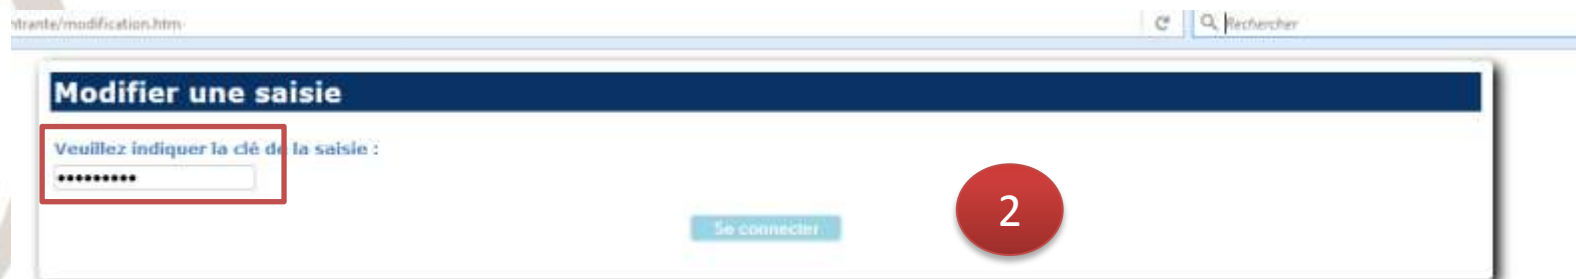 ntrante/modification.htm
Rechercher
Modifier une saisie
Veuillez indiquer la clé de la saisie :
•••••••••
Se connecter
2